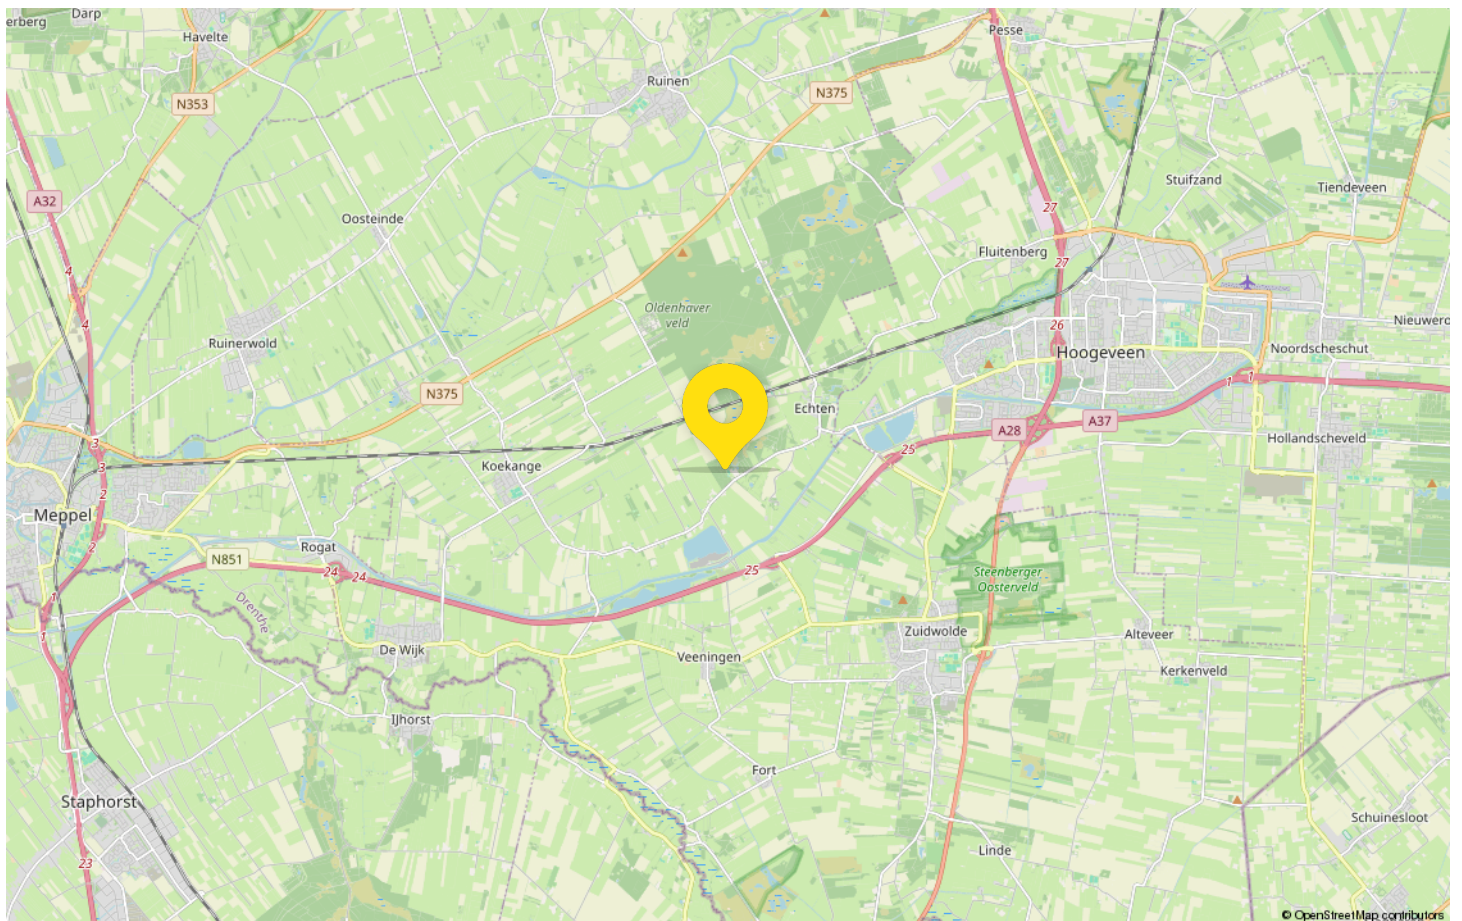 erberg
Darp
Havelte
Pesse
Ruinen
N375
N353
Stuifzand
Tiendeveen
A32
27
Oosteinde
Fluitenberg
27
4
Oldenhaver
veld
4
26
Nieuwero
Ruinerwold
Hoogeveen
Noordscheschut
1
1
N375
Echten
A28
A37
3
25
Hollandscheveld
3
Koekange
2
Meppel
2
Rogat
N851
24
24
25
Steenberger
Oosterveld
1
Drenthe
1
Zuidwolde
Alteveer
De Wijk
Veeningen
Kerkenveld
IJhorst
Fort
Staphorst
Schuinesloot
Linde
23
© OpenStreetMap contributors